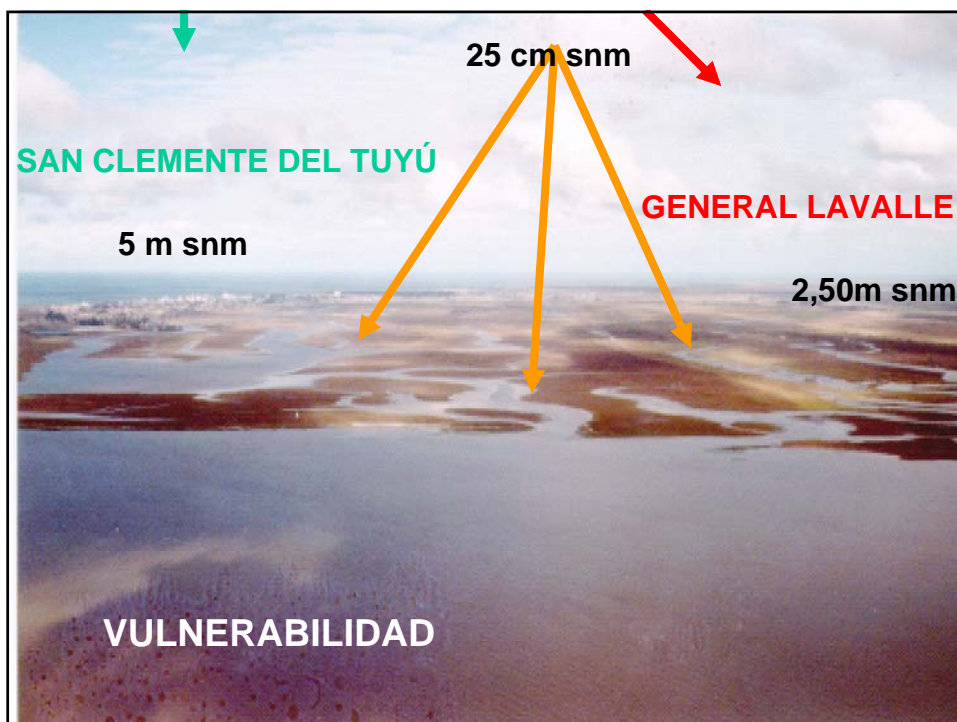 25 cm snm
SAN CLEMENTE DEL TUYÚ
GENERAL LAVALLE
5 m snm
2,50m snm
VULNERABILIDAD